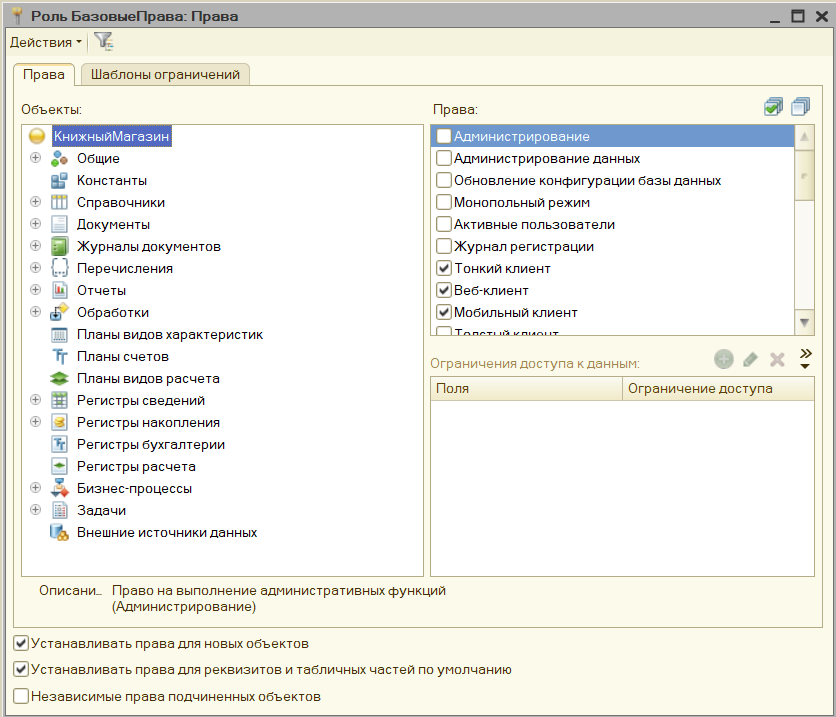 Роль БазовыеПрава: Права
Действия
Права
Шаблоны ограничений
Объекты:
КнижныйМагазин
Общие
Константы
Справочники
Документы
Журналы документов
Перечисления
Отчеты
Обработки
Планы видов характеристик
Планы счетов
Планы видов расчета
Регистры сведений
Регистры накопления
Регистры бухгалтерии
Регистры расчета
Бизнес-процессы
Задачи
Внешние источники данных
Права:
Администрирование
Администрирование данных
Обновление конфигурации базы данных
Монопольный режим
Активные пользователи
Журнал регистрации
Тонкий клиент
Веб-клиент
Мобильный клиент
Толстый клиент
Ограничения доступа к данным:
Поля
Ограничение доступа
Описани... Право на выполнение административных функций
(Администрирование)
Устанавливать права для новых объектов
Устанавливать права для реквизитов и табличных частей по умолчанию
Независимые права подчиненных объектов